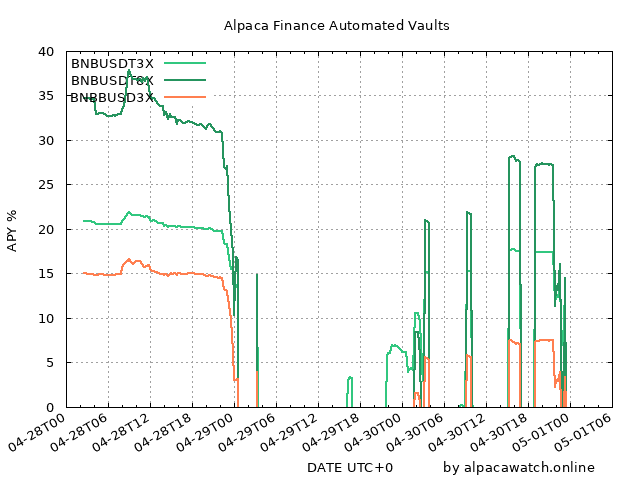 Alpaca Finance Automated Vaults
APY %
40
35
30
25
20
15
10
5
0
BNBUSDT3X
BNBUSDT8X
BNBBUSD3X
04-28T00
04-28T06
04-28T12
04-28T18
04-29T00
04-29T06
04-29T12
04-29T18
04-30T00
04-30T06
04-30T12
04-30T18
05-01T00
05-01T06
DATE UTC+0
by alpacawatch.online